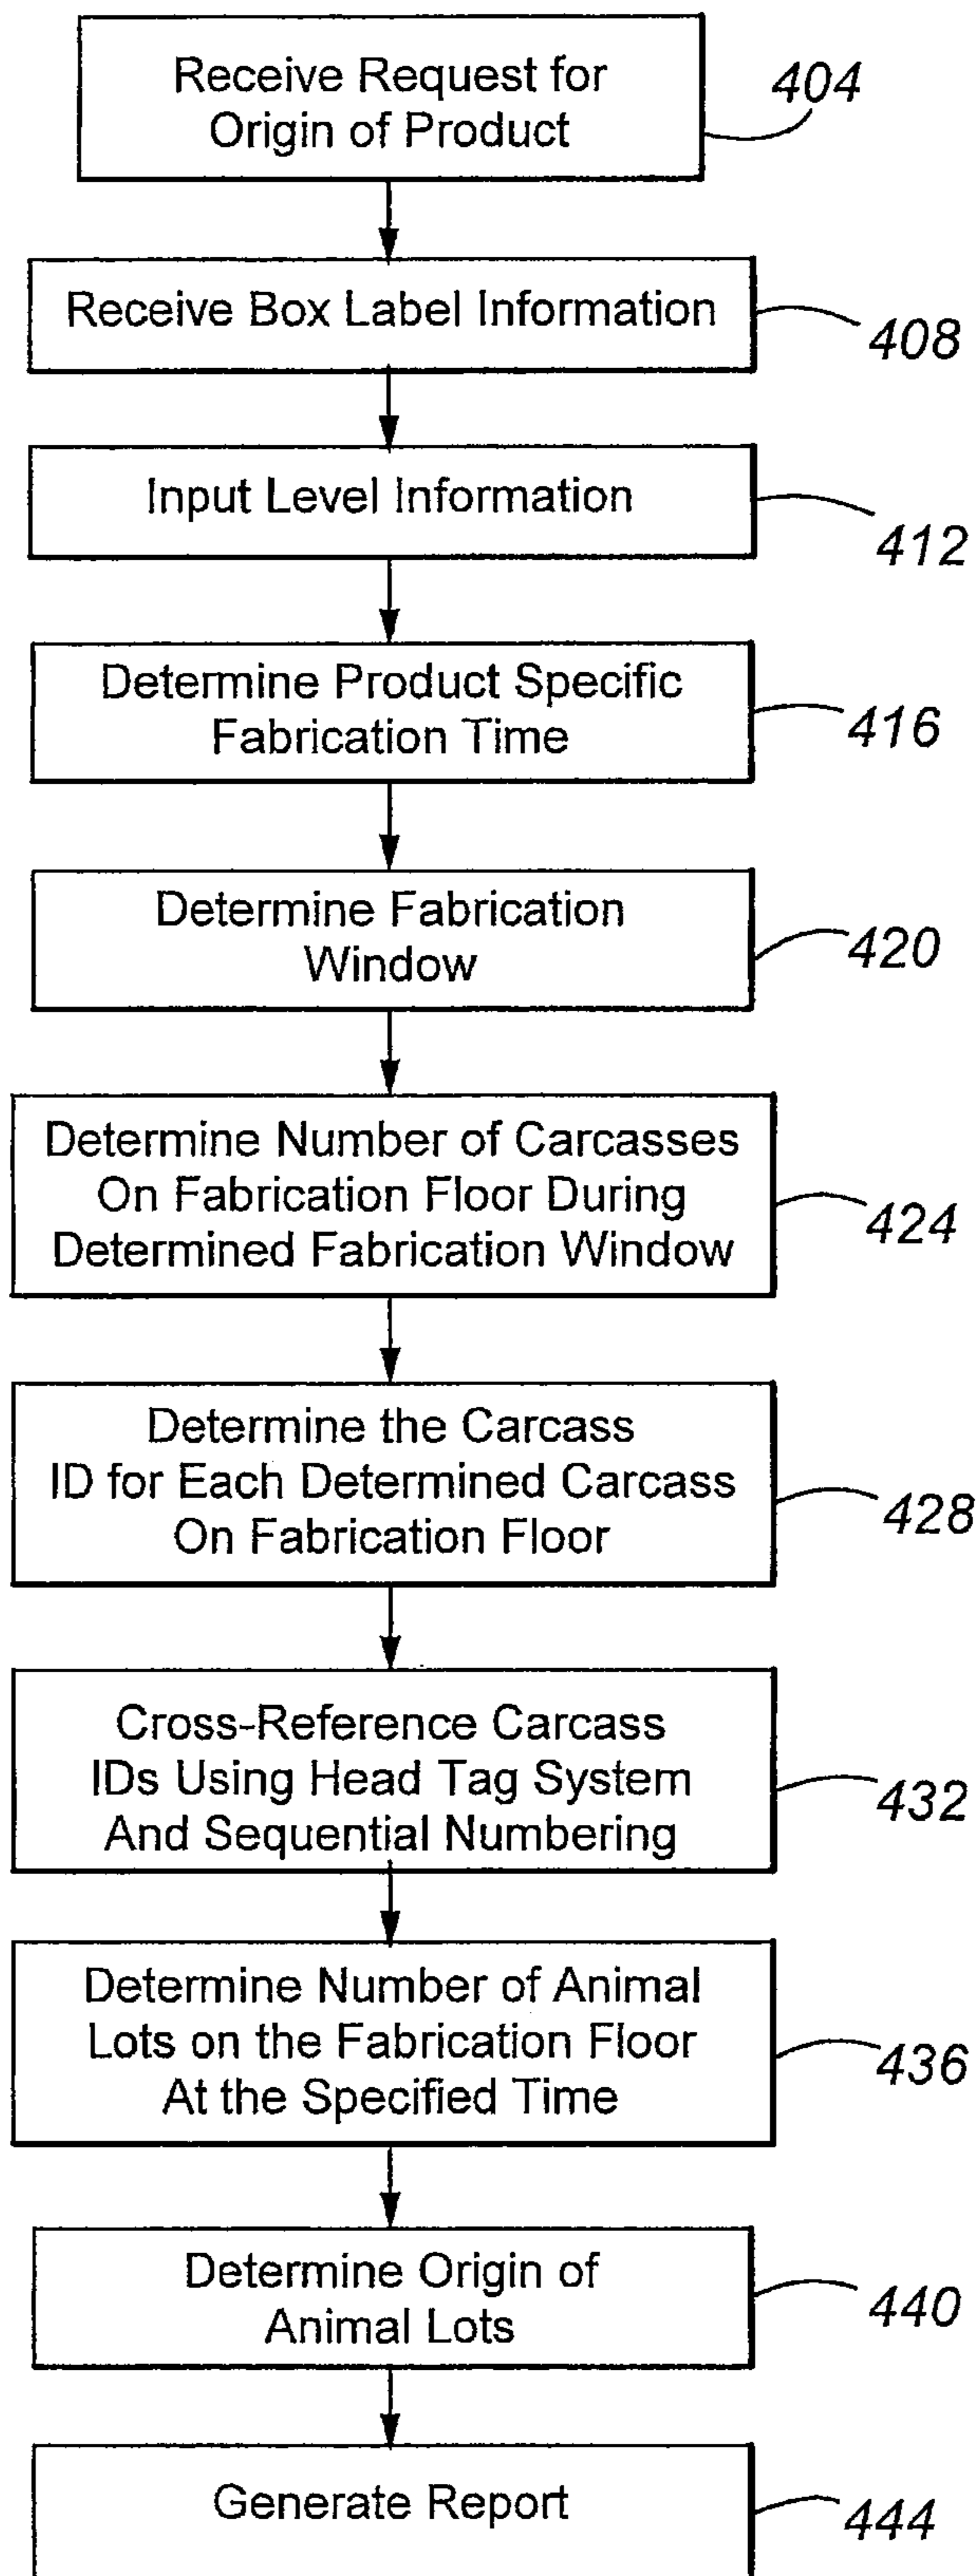 Receive Request for
Origin of Product
404
Receive Box Label Information
408
Input Level Information
412
Determine Product Specific
Fabrication Time
416
Determine Fabrication
Window
420
Determine Number of Carcasses
On Fabrication Floor During
Determined Fabrication Window
424
Determine the Carcass
ID for Each Determined Carcass
On Fabrication Floor
428
Cross-Reference Carcass
IDs Using Head Tag System
And Sequential Numbering
432
Determine Number of Animal
Lots on the Fabrication Floor
At the Specified Time
436
Determine Origin of
Animal Lots
440
Generate Report
444